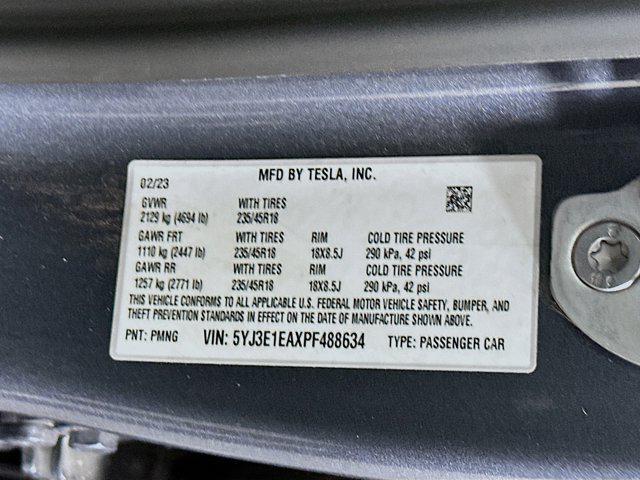 MFD BY TESLA, INC.
02/23
GVWR WITH TIRES
2129 kg (4694 lb) 235/45R18
GAWR FRT WITH TIRES RIM COLD TIRE PRESSURE
1110 kg (2447 lb) 235/45R18 18X8.5J 290 kPa, 42 psi
GAWR RR WITH TIRES RIM COLD TIRE PRESSURE
1257 kg (2771 lb) 235/45R18 18X8.5J 290 kPa, 42 psi
THIS VEHICLE CONFORMS TO ALL APPLICABLE U.S. FEDERAL MOTOR VEHICLE SAFETY, BUMPER, AND
THEFT PREVENTION STANDARDS IN EFFECT ON THE DATE OF MANUFACTURE SHOWN ABOVE.
PNT: PMNG VIN: 5YJ3E1EAXPF488634 TYPE: PASSENGER CAR